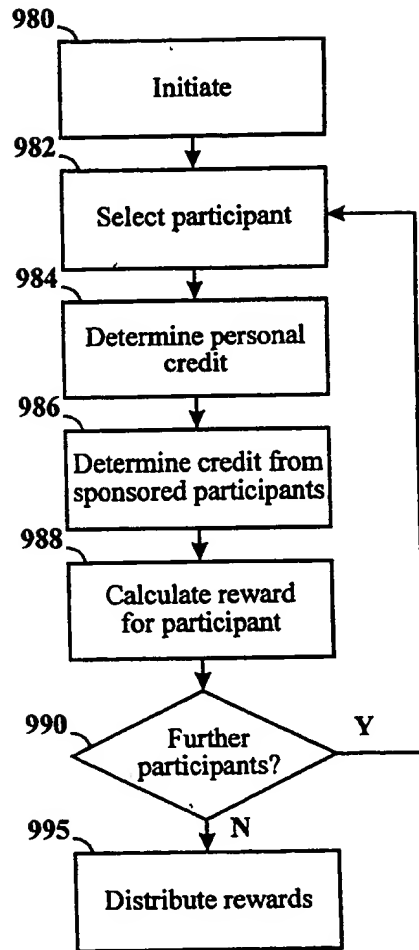 980
Initiate
982
Select participant
984
Determine personal
credit
986
Determine credit from
sponsored participants
988
Calculate reward
for participant
990
Further
participants?
Y
N
995
Distribute rewards